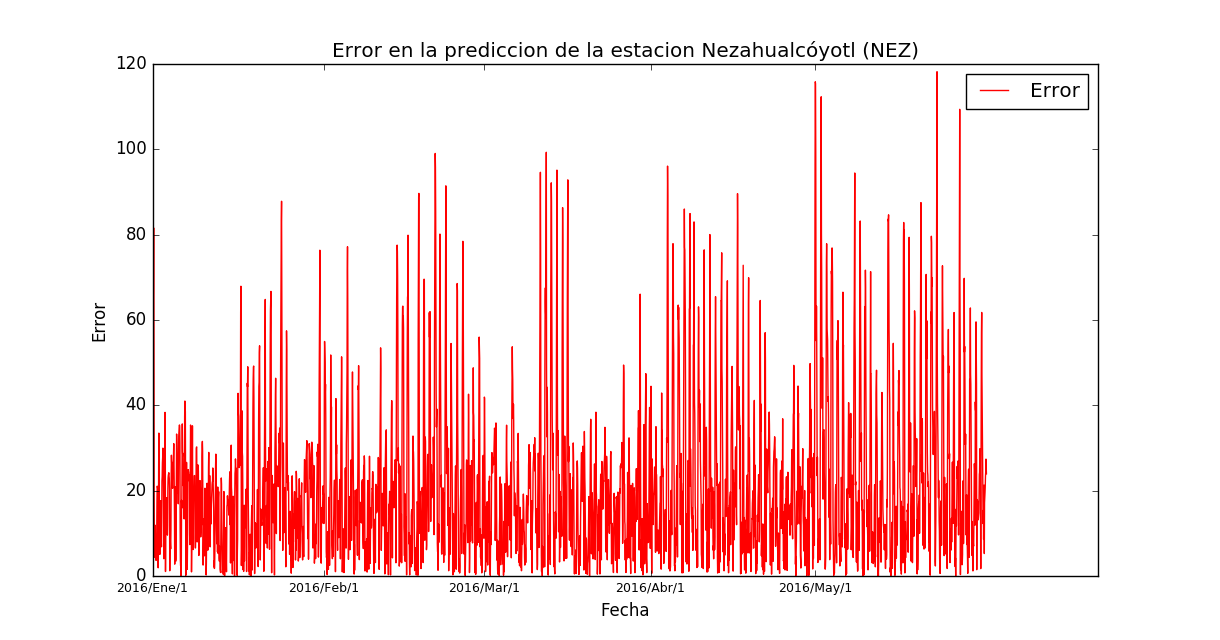 Error en la prediccion de la estacion Nezahualcóyotl (NEZ)
120
100
80
60
40
20
0
Error
Error
2016/Ene/1
2016/Feb/1
2016/Mar/1
2016/Abr/1
2016/May/1
Fecha